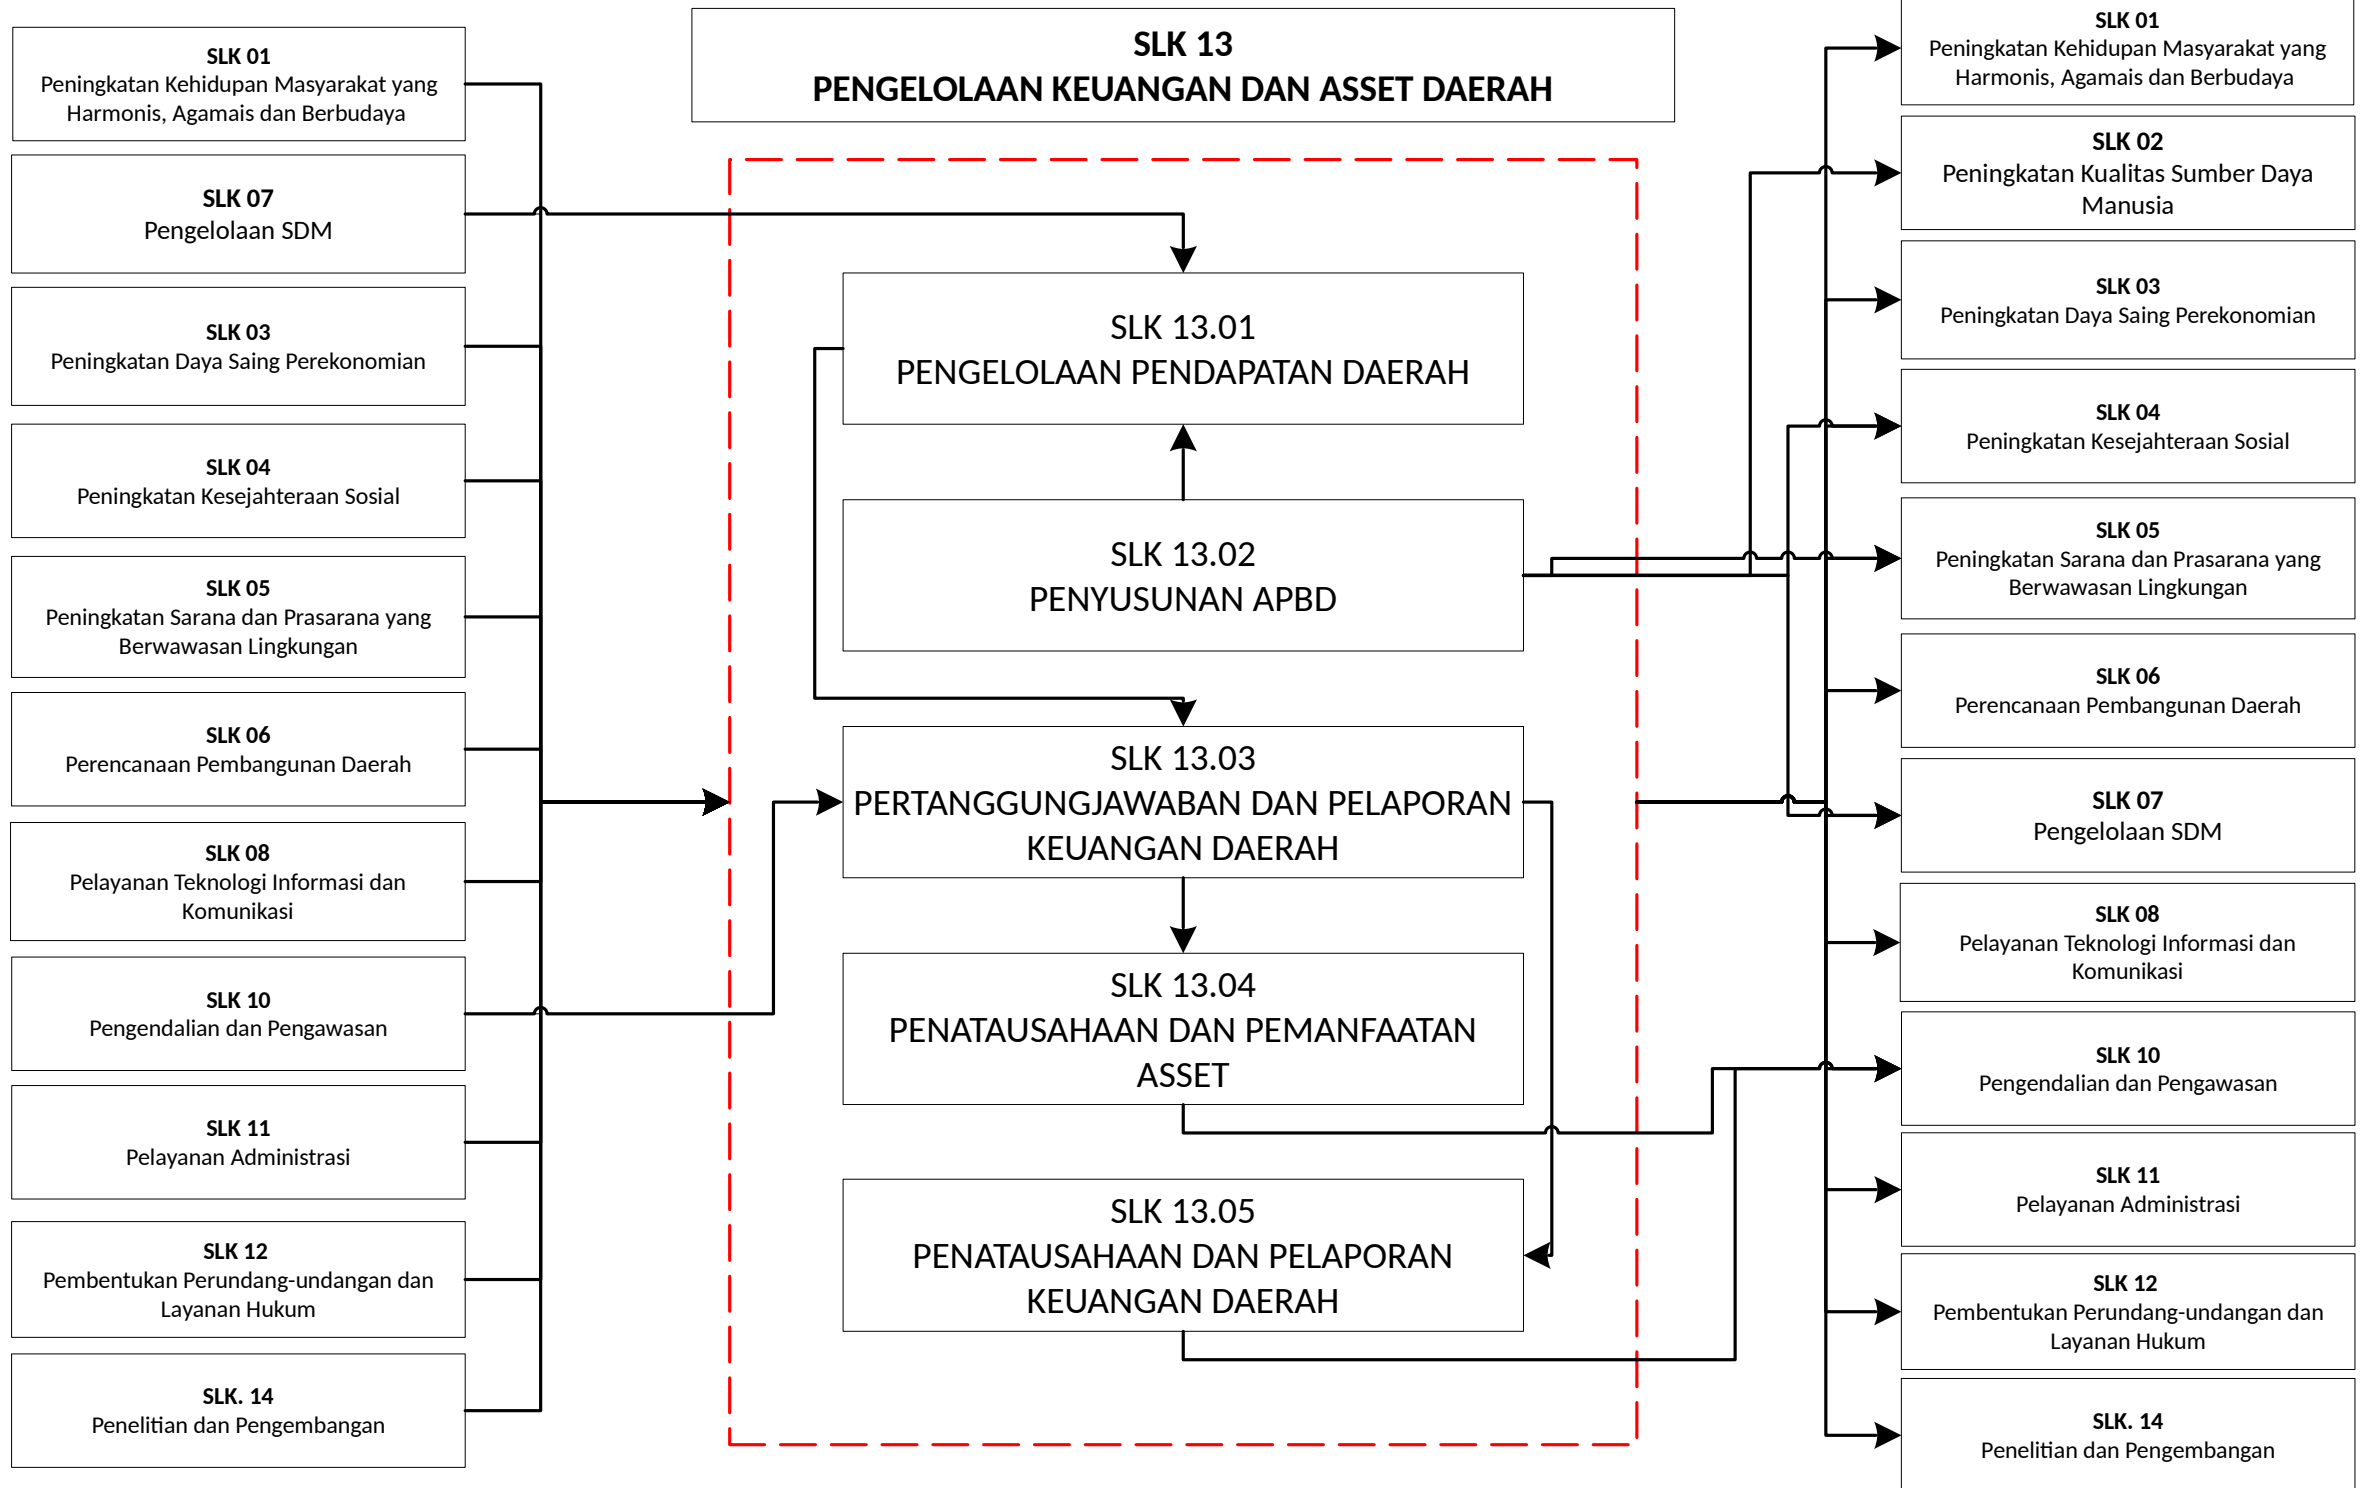 SLK 13
PENGELOLAAN KEUANGAN DAN ASSET DAERAH
SLK 01
Peningkatan Kehidupan Masyarakat yang
Harmonis, Agamais dan Berbudaya
SLK 07
Pengelolaan SDM
SLK 03
Peningkatan Daya Saing Perekonomian
SLK 04
Peningkatan Kesejahteraan Sosial
SLK 05
Peningkatan Sarana dan Prasarana yang
Berwawasan Lingkungan
SLK 06
Perencanaan Pembangunan Daerah
SLK 08
Pelayanan Teknologi Informasi dan
Komunikasi
SLK 10
Pengendalian dan Pengawasan
SLK 11
Pelayanan Administrasi
SLK 12
Pembentukan Perundang-undangan dan
Layanan Hukum
SLK. 14
Penelitian dan Pengembangan
SLK 13.01
PENGELOLAAN PENDAPATAN DAERAH
SLK 13.02
PENYUSUNAN APBD
SLK 13.03
PERTANGGUNGJAWABAN DAN PELAPORAN
KEUANGAN DAERAH
SLK 13.04
PENATAUSAHAAN DAN PEMANFAATAN
ASSET
SLK 13.05
PENATAUSAHAAN DAN PELAPORAN
KEUANGAN DAERAH
SLK 01
Peningkatan Kehidupan Masyarakat yang
Harmonis, Agamais dan Berbudaya
SLK 02
Peningkatan Kualitas Sumber Daya
Manusia
SLK 03
Peningkatan Daya Saing Perekonomian
SLK 04
Peningkatan Kesejahteraan Sosial
SLK 05
Peningkatan Sarana dan Prasarana yang
Berwawasan Lingkungan
SLK 06
Perencanaan Pembangunan Daerah
SLK 07
Pengelolaan SDM
SLK 08
Pelayanan Teknologi Informasi dan
Komunikasi
SLK 10
Pengendalian dan Pengawasan
SLK 11
Pelayanan Administrasi
SLK 12
Pembentukan Perundang-undangan dan
Layanan Hukum
SLK. 14
Penelitian dan Pengembangan